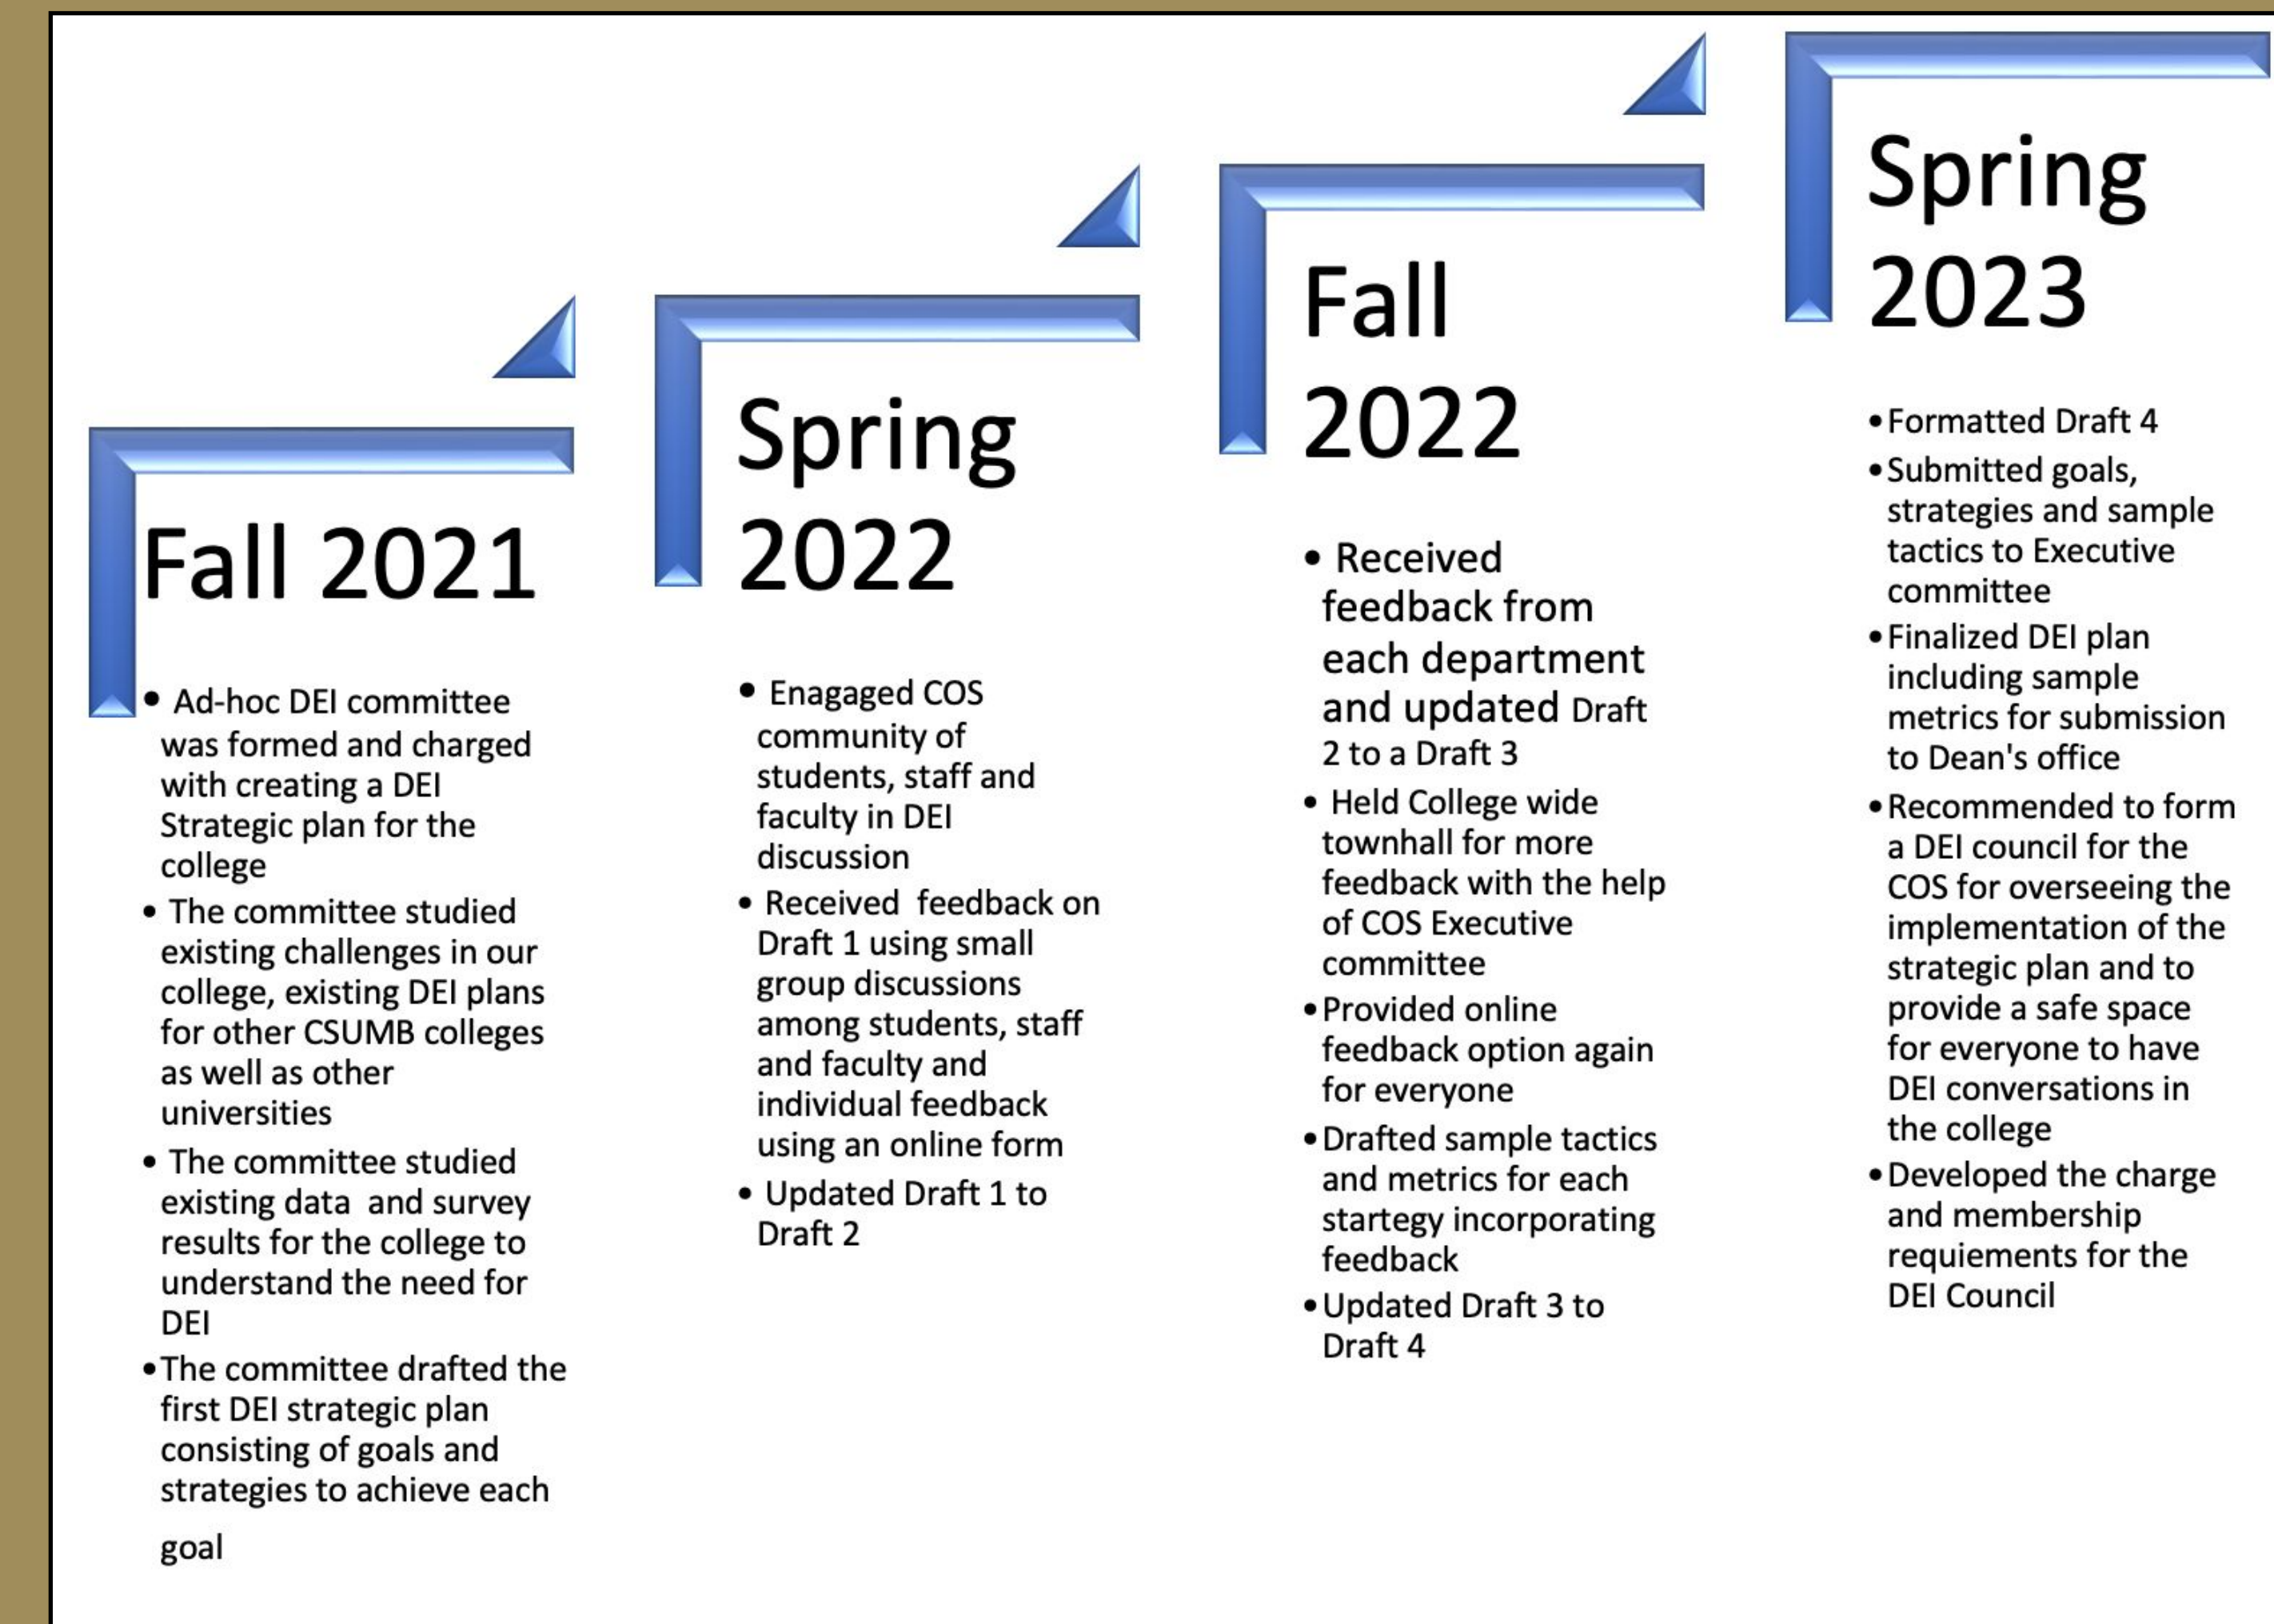 Fall 2021
• Ad-hoc DEI committee
was formed and charged
with creating a DEI
Strategic plan for the
college
• The committee studied
existing challenges in our
college, existing DEI plans
for other CSUMB colleges
as well as other
universities
• The committee studied
existing data and survey
results for the college to
understand the need for
DEI
•The committee drafted the
first DEI strategic plan
consisting of goals and
strategies to achieve each
goal
Spring
2022
• Enagaged COS
community of
students, staff and
faculty in DEI
discussion
• Received feedback on
Draft 1 using small
group discussions
among students, staff
and faculty and
individual feedback
using an online form
• Updated Draft 1 to
Draft 2
Fall
2022
• Received
feedback from
each department
and updated Draft
2 to a Draft 3
• Held College wide
townhall for more
feedback with the help
of COS Executive
committee
•Provided online
feedback option again
for everyone
•Drafted sample tactics
and metrics for each
startegy incorporating
feedback
•Updated Draft 3 to
Draft 4
Spring
2023
•Formatted Draft 4
•Submitted goals,
strategies and sample
tactics to Executive
committee
•Finalized DEI plan
including sample
metrics for submission
to Dean's office
•Recommended to form
a DEI council for the
COS for overseeing the
implementation of the
strategic plan and to
provide a safe space
for everyone to have
DEI conversations in
the college
•Developed the charge
and membership
requiements for the
DEI Council